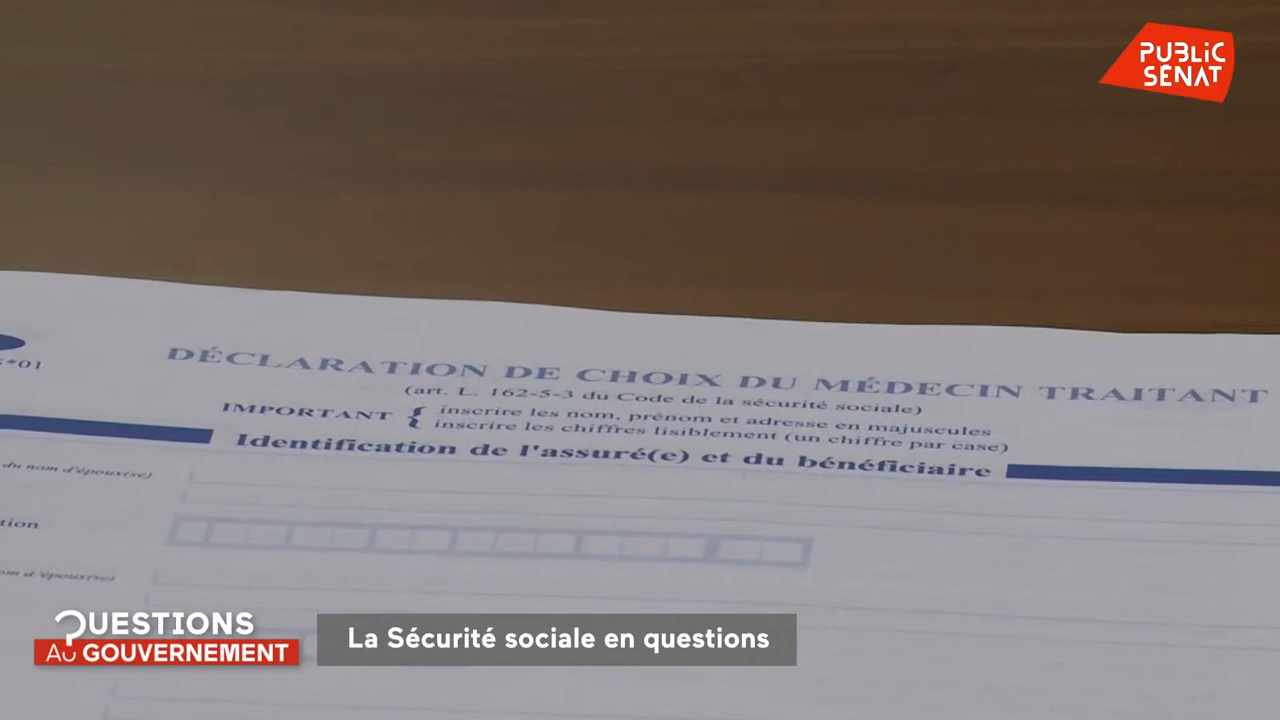 PUBLIC
SÉNAT
*01
DÉCLARATION DE CHOIX DU MÉDECIN TRAITANT
(art. L. 162-5-3 du Code de la sécurité sociale)
IMPORTANT { inscrire les nom, prénom et adresse en majuscules
inscrire les chiffres lisiblement (un chiffre par case)
Identification de l'assuré(e) et du bénéficiaire
du nom d'époux(se)
tion
om d'époux(se)
QUESTIONS
AU GOUVERNEMENT
La Sécurité sociale en questions